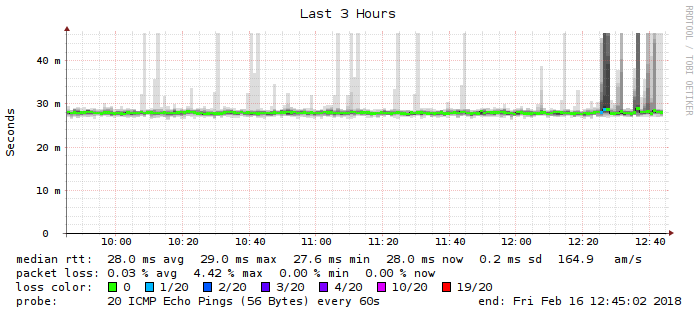 Last 3 Hours
RRDTOOL / TOBI OETIKER
Seconds
40 m
30 m
20 m
10 m
0
10:00 10:20 10:40 11:00 11:20 11:40 12:00 12:20 12:40
median rtt: 28.0 ms avg 29.0 ms max 27.6 ms min 28.0 ms now 0.2 ms sd 164.9 am/s
packet loss: 0.03 % avg 4.42 % max 0.00 % min 0.00 % now
loss color: 0 1/20 2/20 3/20 4/20 10/20 19/20
probe: 20 ICMP Echo Pings (56 Bytes) every 60s end: Fri Feb 16 12:45:02 2018